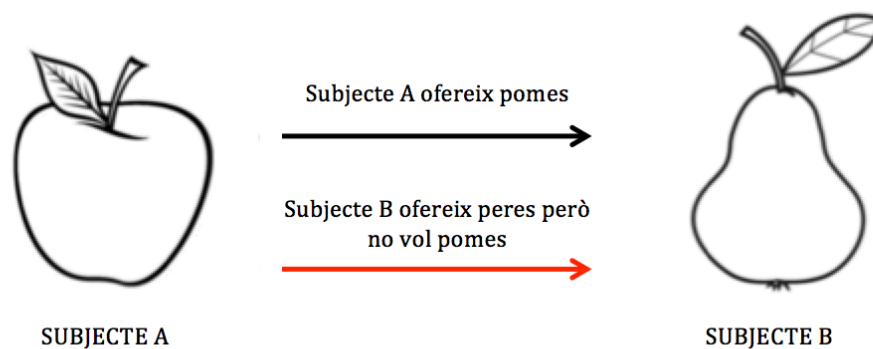 Subjecte A ofereix pomes
Subjecte B ofereix peres però
no vol pomes
SUBJECTE A
SUBJECTE B